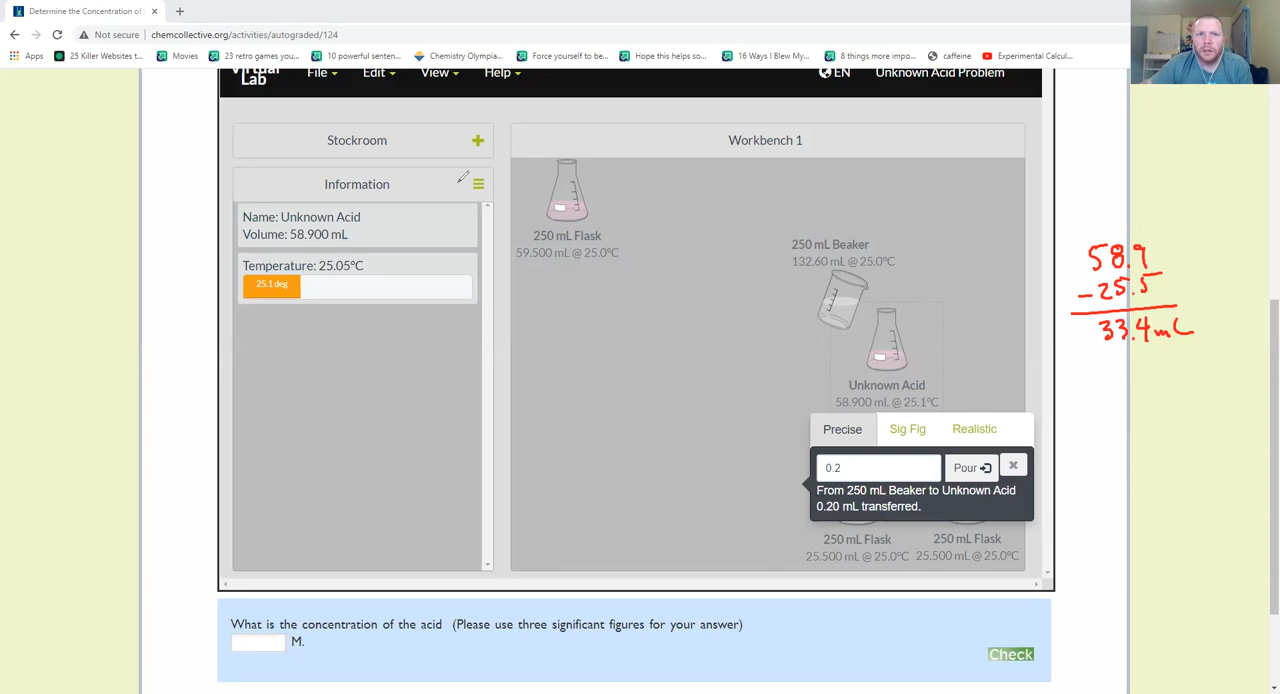 Determine the Concentration of
Not secure | chemcollective.org/activities/autograded/124
Apps 25 Killer Websites t... Movies 23 retro games you... 10 powerful senten... Chemistry Olympia... Force yourself to be... Hope this helps so... 16 Ways I Blew My... 8 things more impo... caffeine Experimental Calcul...
Virtual
Lab
File Edit View Help EN Unknown Acid Problem
Stockroom
Information
Name: Unknown Acid
Volume: 58.900 mL
Temperature: 25.05°C
25.1 deg
Workbench 1
250 mL Flask
59.500 mL @ 25.0°C
250 mL Beaker
132.60 mL @ 25.0°C
Unknown Acid
58.900 mL @ 25.1°C
Precise Sig Fig Realistic
0.2 Pour
From 250 mL Beaker to Unknown Acid
0.20 mL transferred.
250 mL Flask 250 mL Flask
25.500 mL @ 25.0°C 25.500 mL @ 25.0°C
58.9
- 25.5
33.4 mL
What is the concentration of the acid (Please use three significant figures for your answer)
M.
Check